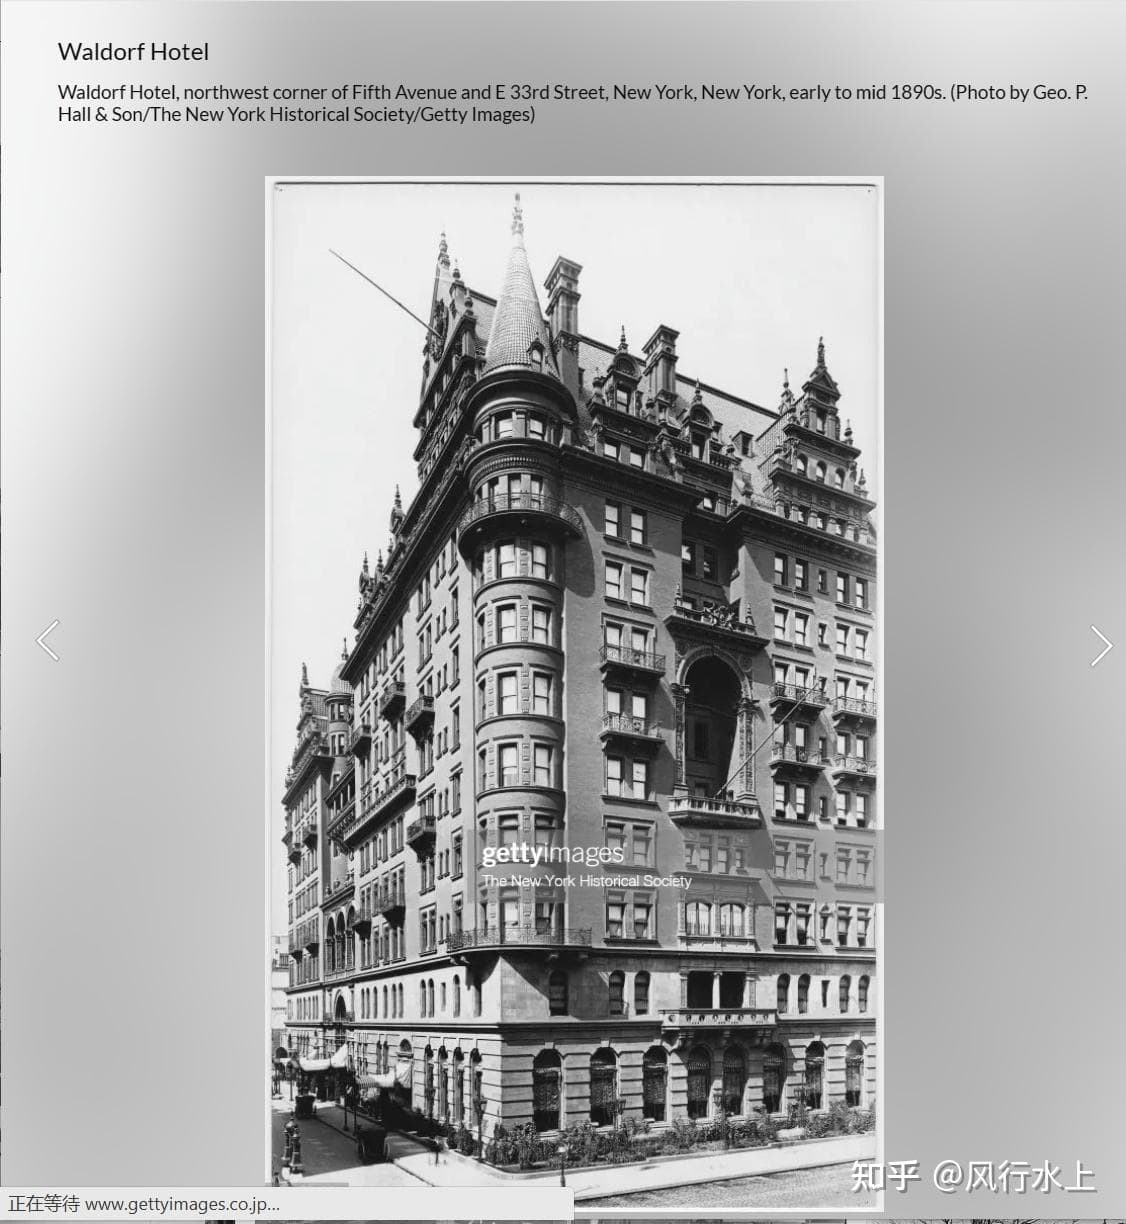 Waldorf Hotel
Waldorf Hotel, northwest corner of Fifth Avenue and E 33rd Street, New York, New York, early to mid 1890s. (Photo by Geo. P.
Hall & Son/The New York Historical Society/Getty Images)
gettyimages
The New York Historical Society
知乎 @风行水上
正在等待 www.gettyimages.co.jp...